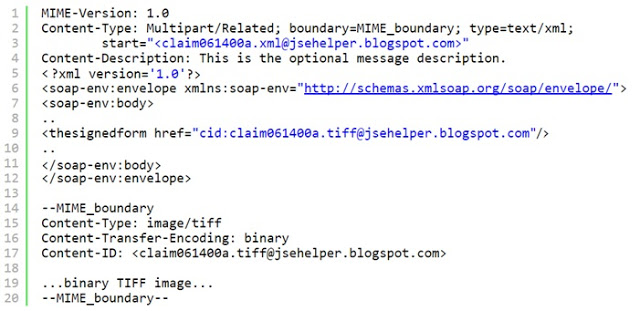 1 MIME-Version: 1.0
2 Content-Type: Multipart/Related; boundary=MIME_boundary; type=text/xml;
3 start="<claim061400a.xml@jsehelper.blogspot.com>"
4 Content-Description: This is the optional message description.
5 <?xml version='1.0'?>
6 <soap-env:envelope xmlns:soap-env="http://schemas.xmlsoap.org/soap/envelope/">
7 <soap-env:body>
8 ..
9 <thesignedform href="cid:claim061400a.tiff@jsehelper.blogspot.com"/>
10 ..
11 </soap-env:body>
12 </soap-env:envelope>
13
14 --MIME_boundary
15 Content-Type: image/tiff
16 Content-Transfer-Encoding: binary
17 Content-ID: <claim061400a.tiff@jsehelper.blogspot.com>
18
19 ...binary TIFF image...
20 --MIME_boundary--